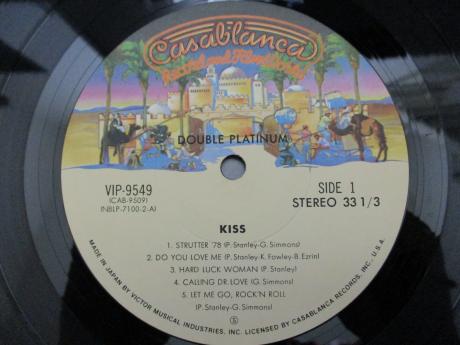 Casablanca
Record and FilmWorks
DOUBLE PLATINUM
VIP-9549
SIDE 1
(CAB-9509)
STEREO 33 1/3
(NBLP-7100-2-A)
KISS
1. STRUTTER '78 (P. Stanley-G. Simmons)
2. DO YOU LOVE ME (P. Stanley-K. Fowley-B. Ezrin)
3. HARD LUCK WOMAN (P. Stanley)
4. CALLING DR. LOVE (G. Simmons)
5. LET ME GO, ROCK'N ROLL
(P. Stanley-G. Simmons)
MADE IN JAPAN BY VICTOR MUSICAL INDUSTRIES, INC. LICENSED BY CASABLANCA RECORDS, INC., U.S.A.